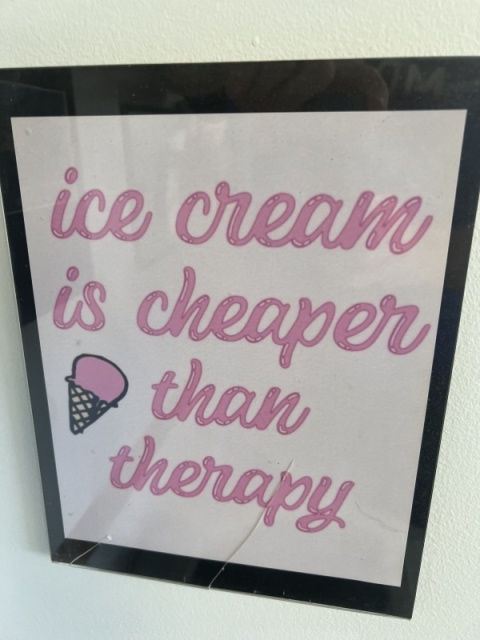 ice cream
is cheaper
than
therapy